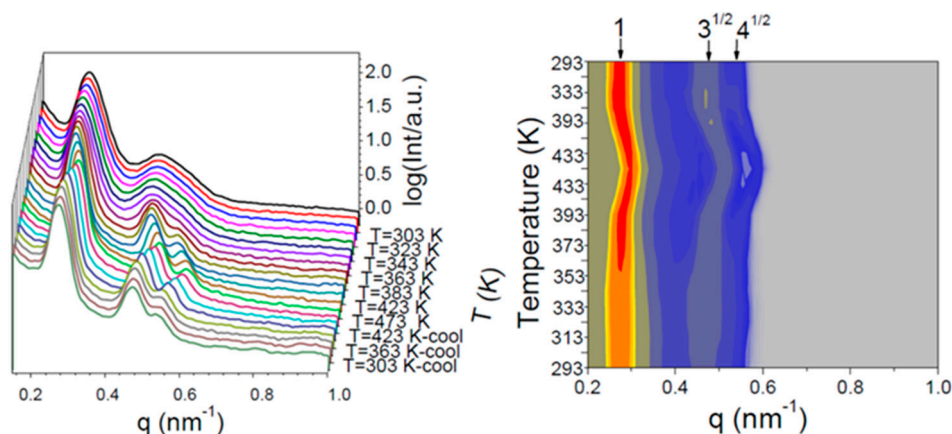 2.0
1.5
1.0
0.5
0.0
log(Int/a.u.)
T=303 K
T=323 K
T=343 K
T=363 K
T=383 K
T=423 K
T=473 K
T=423 K-cool
T=363 K-cool
T=303 K-cool
T (K)
0.2 0.4 0.6 0.8 1.0
q (nm⁻¹)
1 3^1/2 4^1/2
293
333
393
433
433
393
373
353
333
313
293
Temperature (K)
0.2 0.4 0.6 0.8 1.0
q (nm⁻¹)